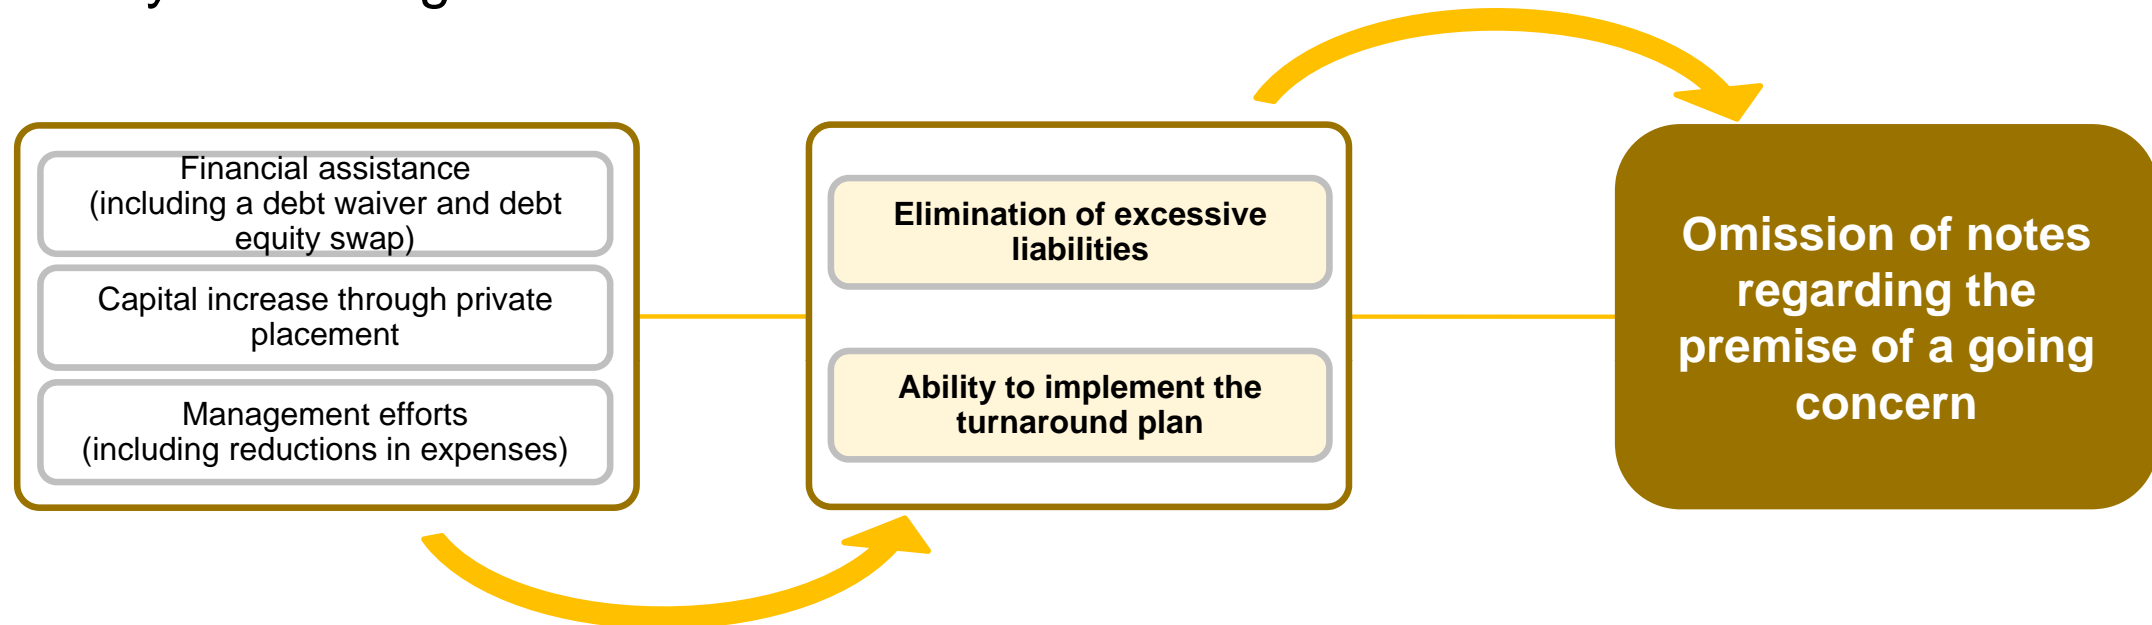 Financial assistance
(including a debt waiver and debt
equity swap)
Capital increase through private
placement
Management efforts
(including reductions in expenses)
Elimination of excessive
liabilities
Ability to implement the
turnaround plan
Omission of notes
regarding the
premise of a going
concern